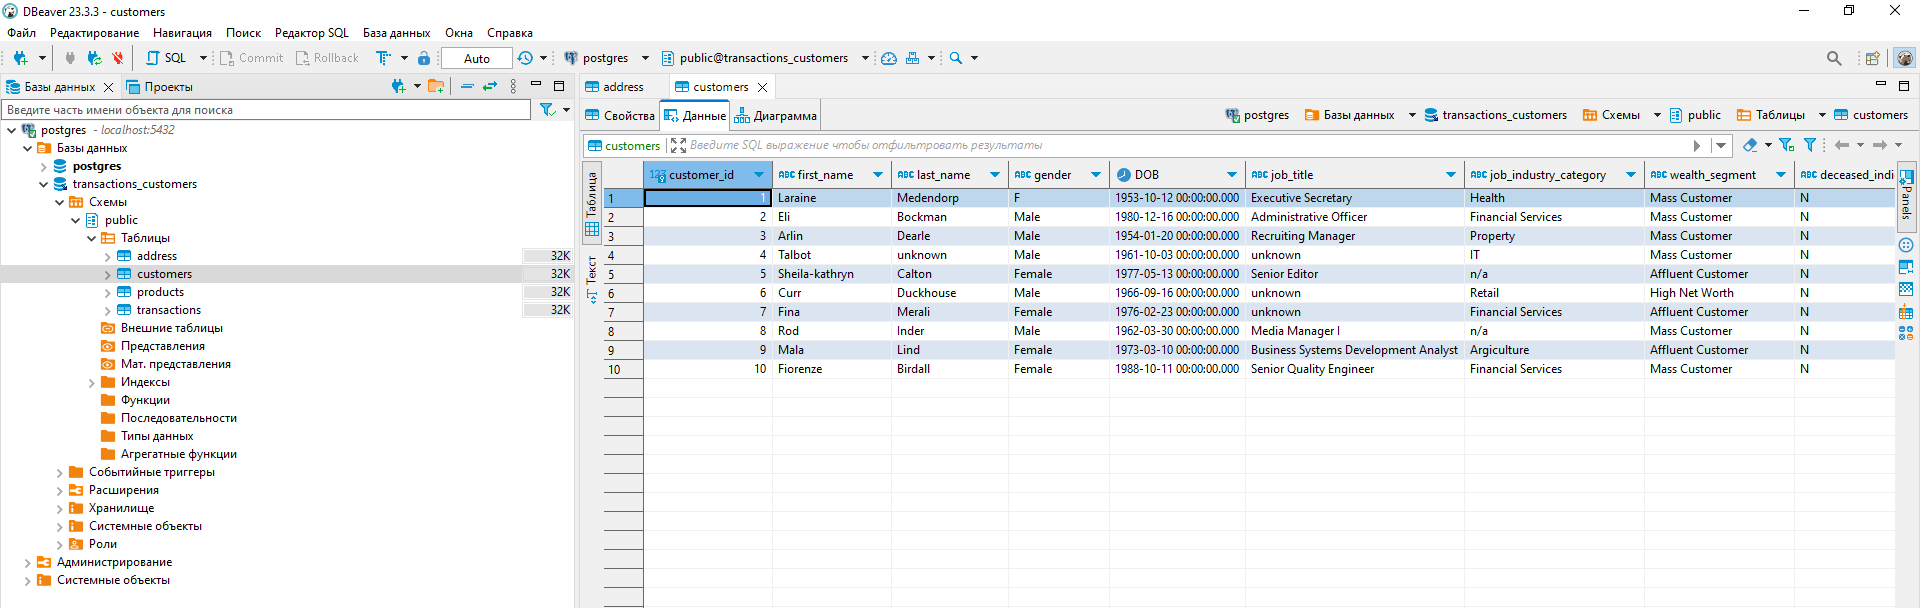 DBeaver 23.3.3 - customers
Файл Редактирование Навигация Поиск Редактор SQL База данных Окна Справка
SQL Commit Rollback Auto postgres public@transactions_customers
Базы данных Проекты
Введите часть имени объекта для поиска
postgres - localhost:5432
Базы данных
postgres
transactions_customers
Схемы
public
Таблицы
address 32K
customers 32K
products 32K
transactions 32K
Внешние таблицы
Представления
Мат. представления
Индексы
Функции
Последовательности
Типы данных
Агрегатные функции
Событийные триггеры
Расширения
Хранилище
Системные объекты
Роли
Администрирование
Системные объекты
address customers
Свойства Данные Диаграмма postgres Базы данных transactions_customers Схемы public Таблицы customers
customers Введите SQL выражение чтобы отфильтровать результаты
Таблица
Текст
123 customer_id ABC first_name ABC last_name ABC gender DOB ABC job_title ABC job_industry_category ABC wealth_segment ABC deceased_indi
1 1 Laraine Medendorp F 1953-10-12 00:00:00.000 Executive Secretary Health Mass Customer N
2 2 Eli Bockman Male 1980-12-16 00:00:00.000 Administrative Officer Financial Services Mass Customer N
3 3 Arlin Dearle Male 1954-01-20 00:00:00.000 Recruiting Manager Property Mass Customer N
4 4 Talbot unknown Male 1961-10-03 00:00:00.000 unknown IT Mass Customer N
5 5 Sheila-kathryn Calton Female 1977-05-13 00:00:00.000 Senior Editor n/a Affluent Customer N
6 6 Curr Duckhouse Male 1966-09-16 00:00:00.000 unknown Retail High Net Worth N
7 7 Fina Merali Female 1976-02-23 00:00:00.000 unknown Financial Services Affluent Customer N
8 8 Rod Inder Male 1962-03-30 00:00:00.000 Media Manager I n/a Mass Customer N
9 9 Mala Lind Female 1973-03-10 00:00:00.000 Business Systems Development Analyst Argiculture Affluent Customer N
10 10 Fiorenze Birdall Female 1988-10-11 00:00:00.000 Senior Quality Engineer Financial Services Mass Customer N
Panels